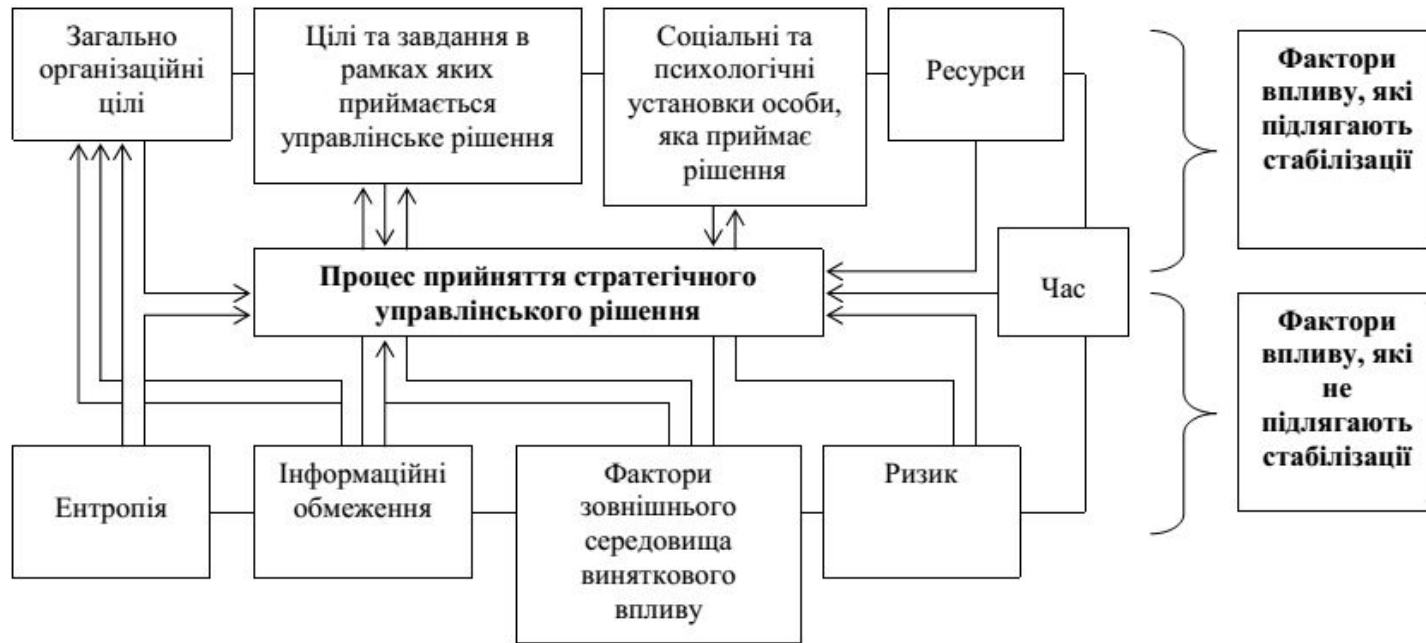 Загально
організаційні
цілі
Цілі та завдання в
рамках яких
приймається
управлінське рішення
Соціальні та
психологічні
установки особи,
яка приймає
рішення
Ресурси
Фактори
впливу, які
підлягають
стабілізації
Процес прийняття стратегічного
управлінського рішення
Час
Фактори
впливу, які
не
підлягають
стабілізації
Ентропія
Інформаційні
обмеження
Фактори
зовнішнього
середовища
виняткового
впливу
Ризик